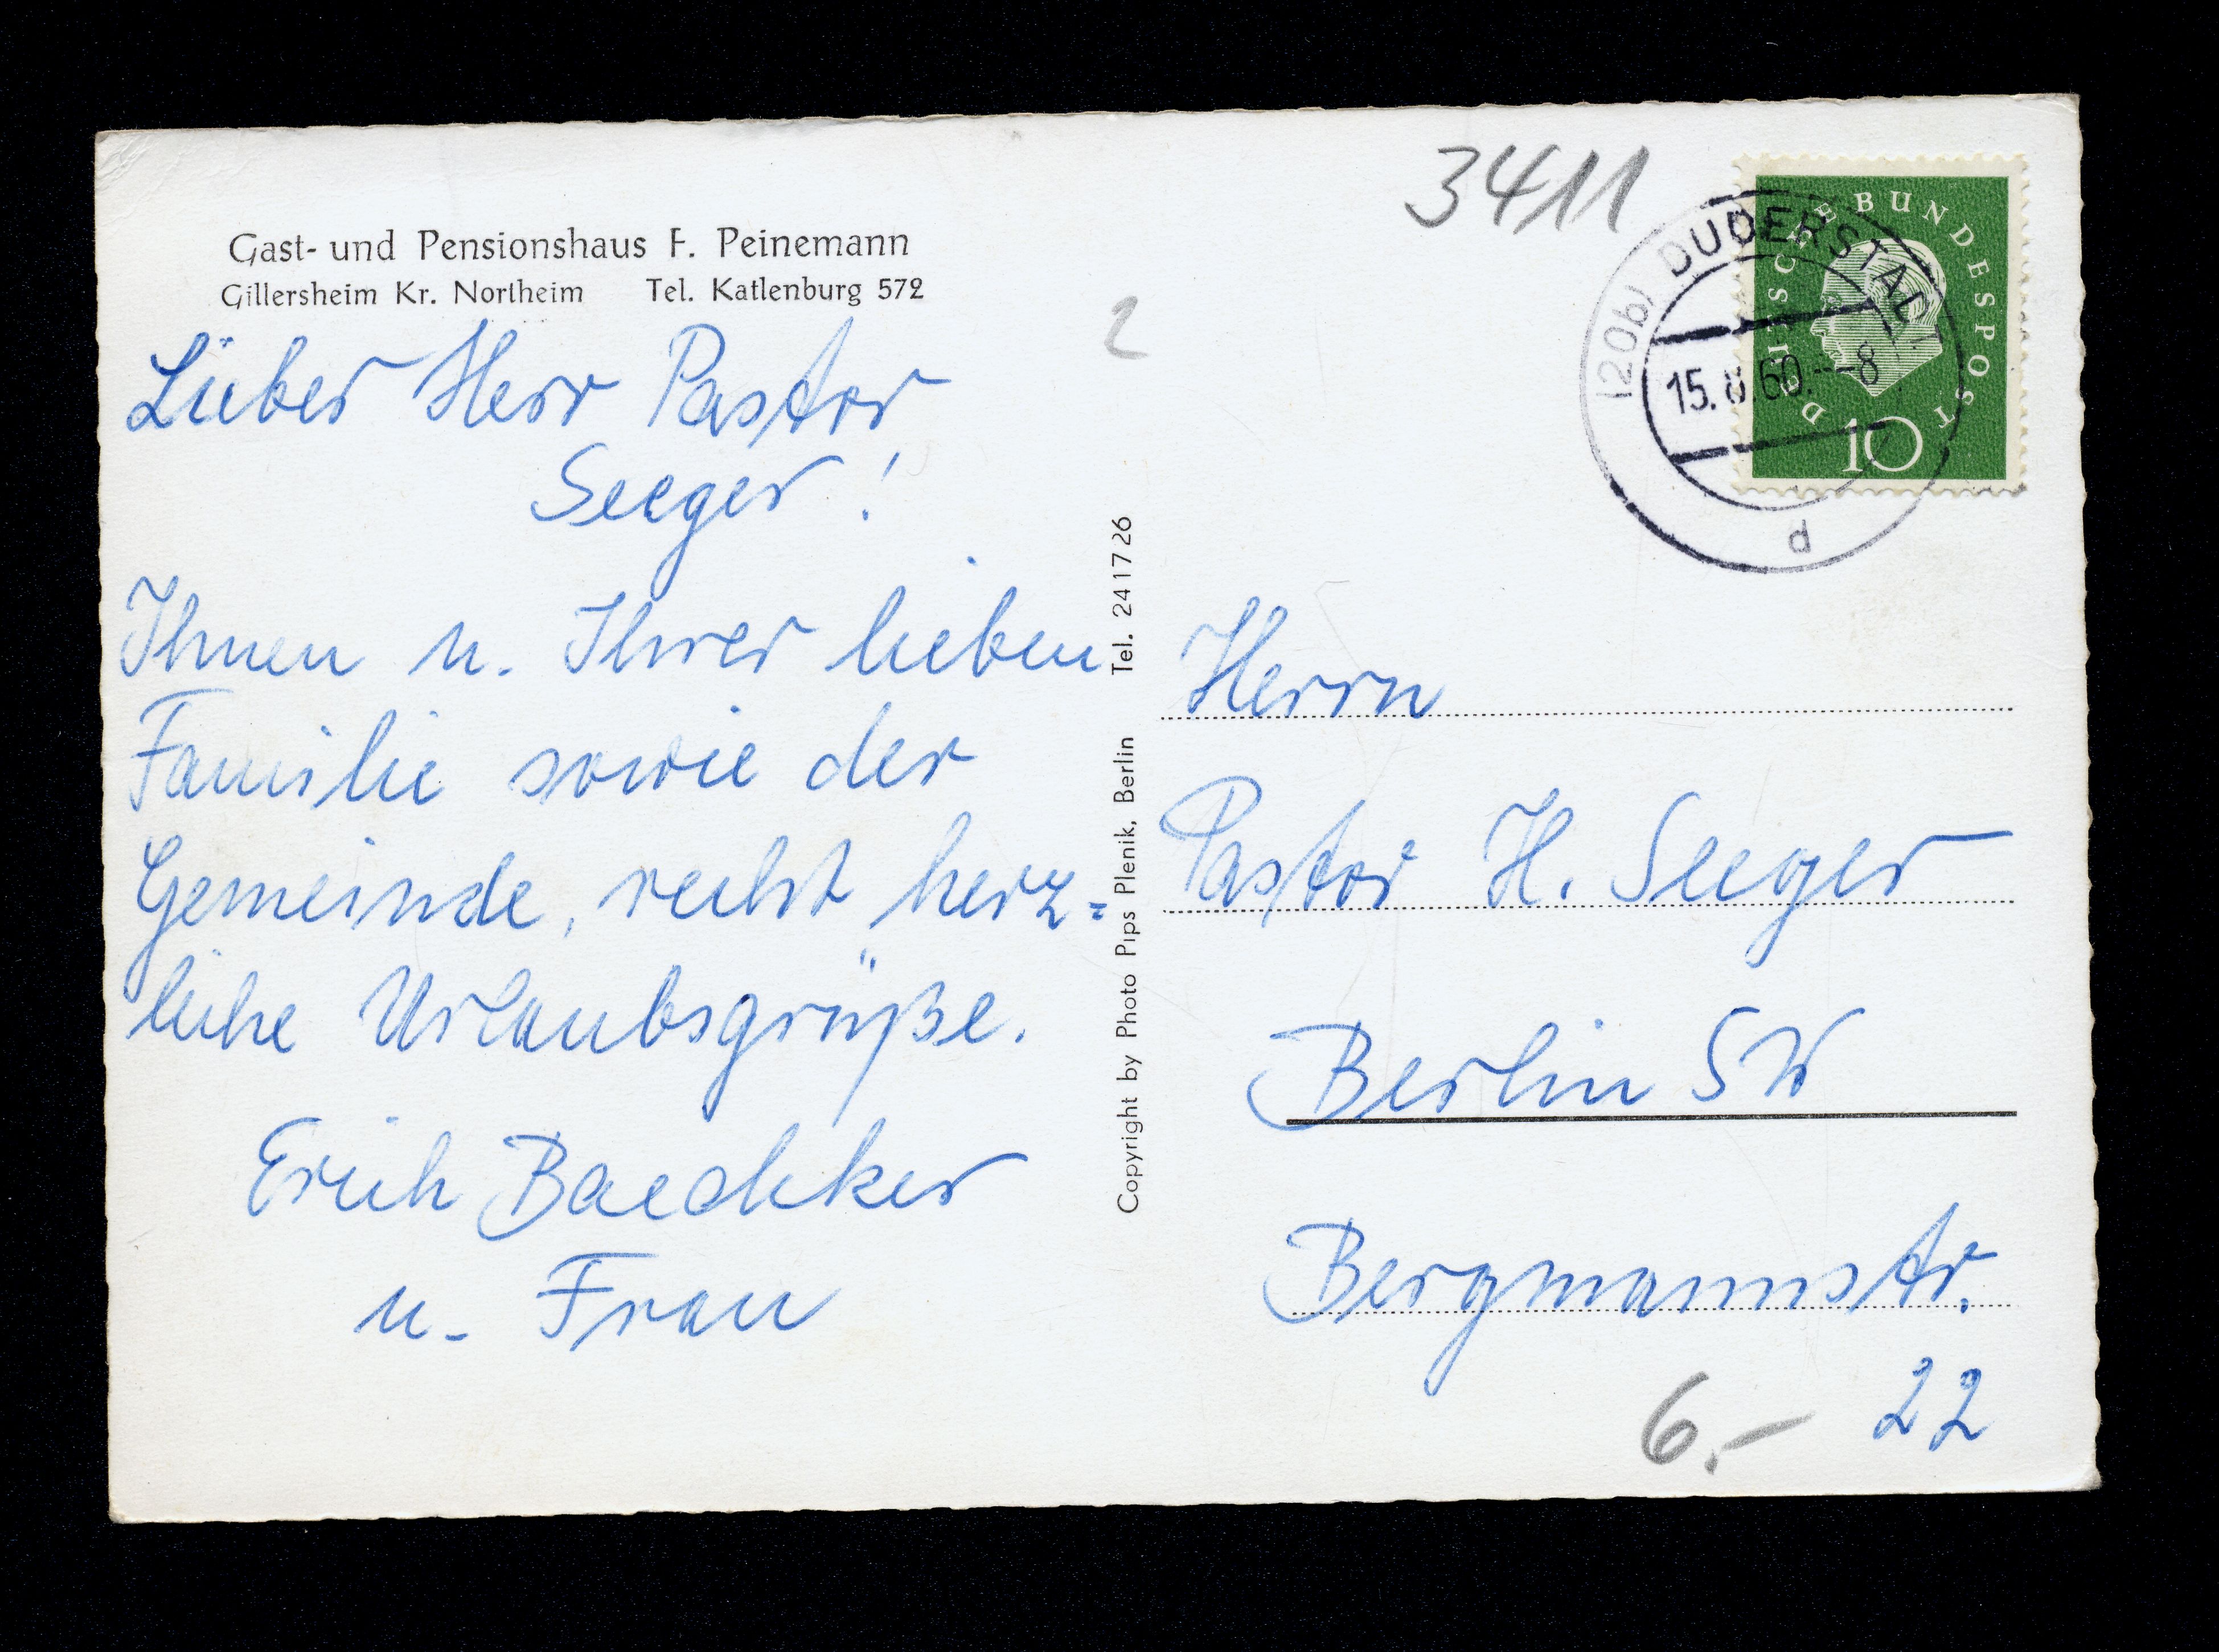 Gast- und Pensionshaus F. Peinemann
Gillersheim Kr. Northeim Tel. Katlenburg 572
Lieber Herr Pastor
Seeger!
Ihnen u. Ihrer lieben
Familie sowie der
Gemeinde, recht herz=
liche Urlaubsgrüße.
Erich Baedeker
u. Frau
Copyright by Photo Pips Plenik, Berlin Tel. 241726
2
3411
DEUTSCHE BUNDESPOST
10
(20b) DUDERSTADT
15.8.60.--8
d
Herrn
Pastor H. Seeger
Berlin SW
Bergmannstr.
22
6.-